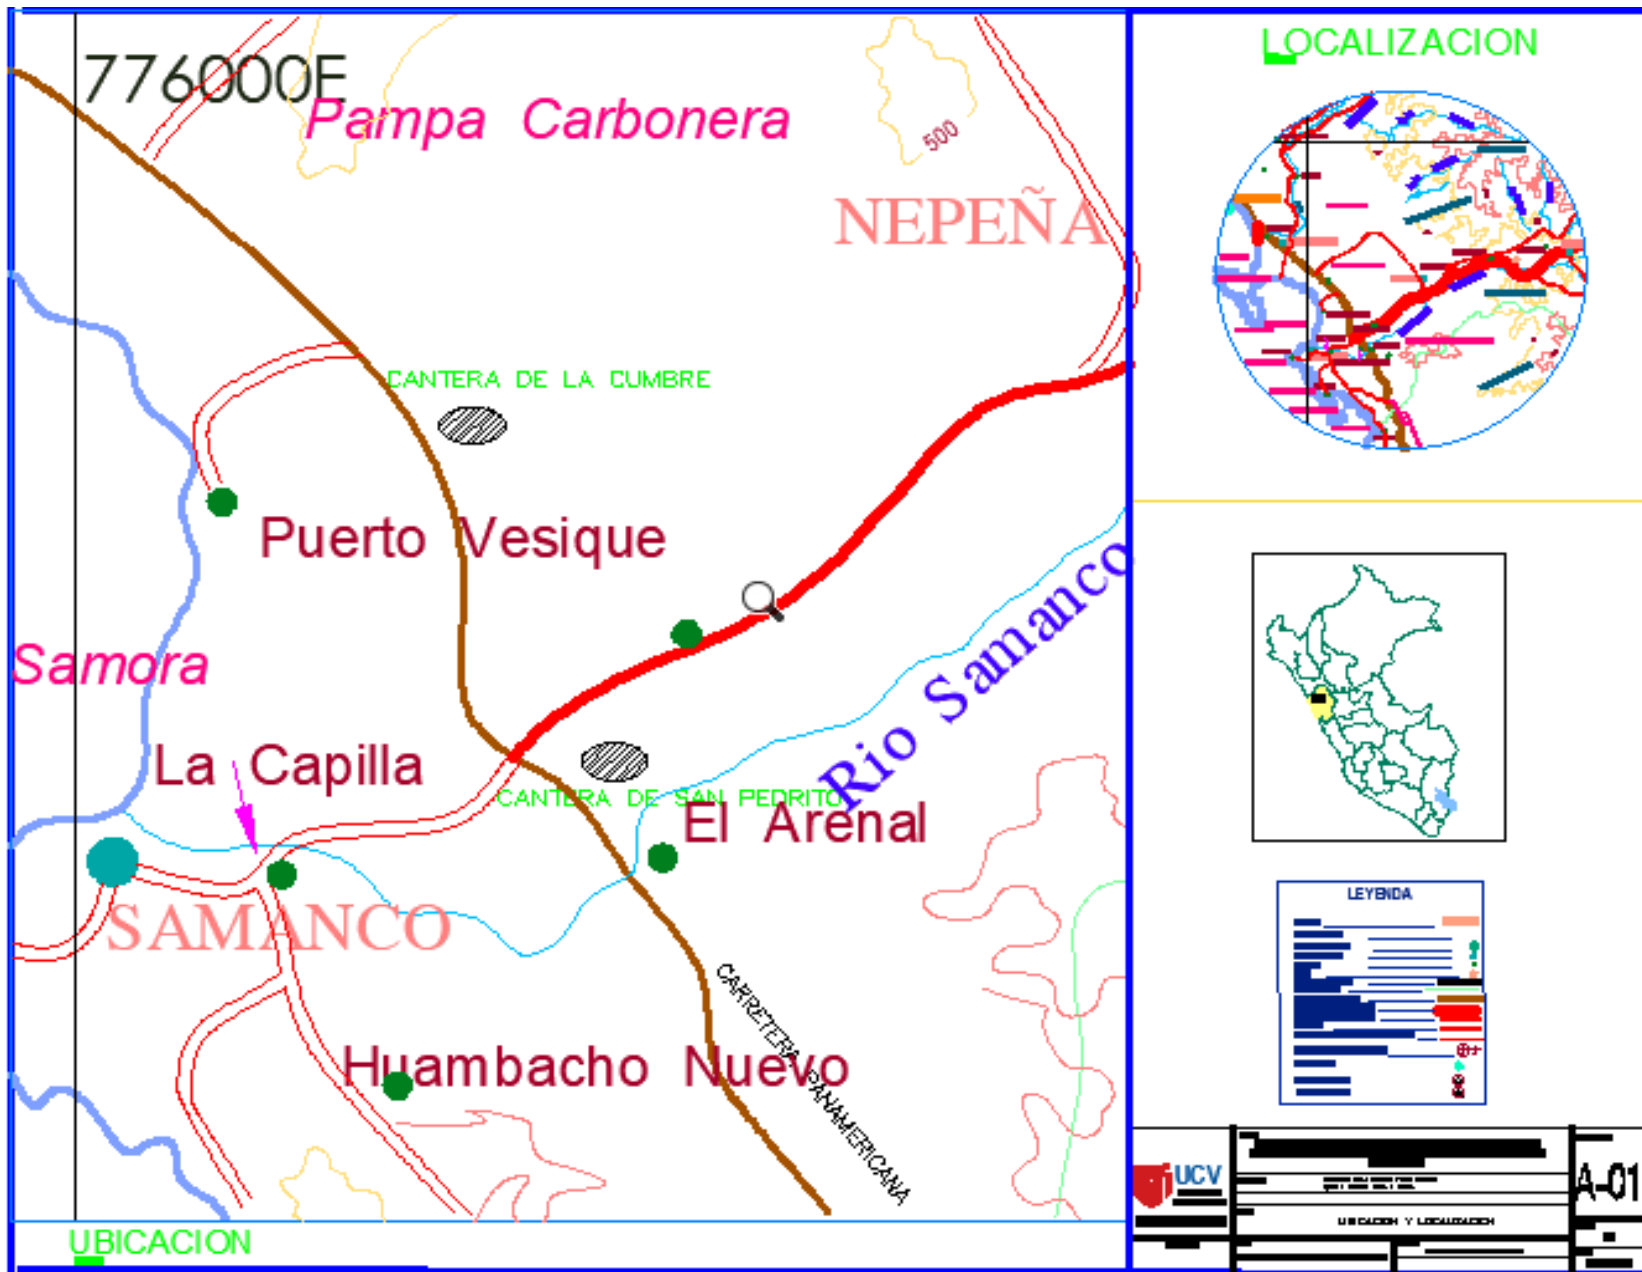 776000E
Pampa Carbonera
500
NEPEÑA
CANTERA DE LA CUMBRE
Puerto Vesique
Rio Samanco
Samora
La Capilla
CANTERA DE SAN PEDRITO
El Arenal
SAMANCO
CARRETERA PANAMERICANA
Huambacho Nuevo
UBICACION
LOCALIZACION
LEYENDA
UCV
A-01
UBICACION Y LOCALIZACION